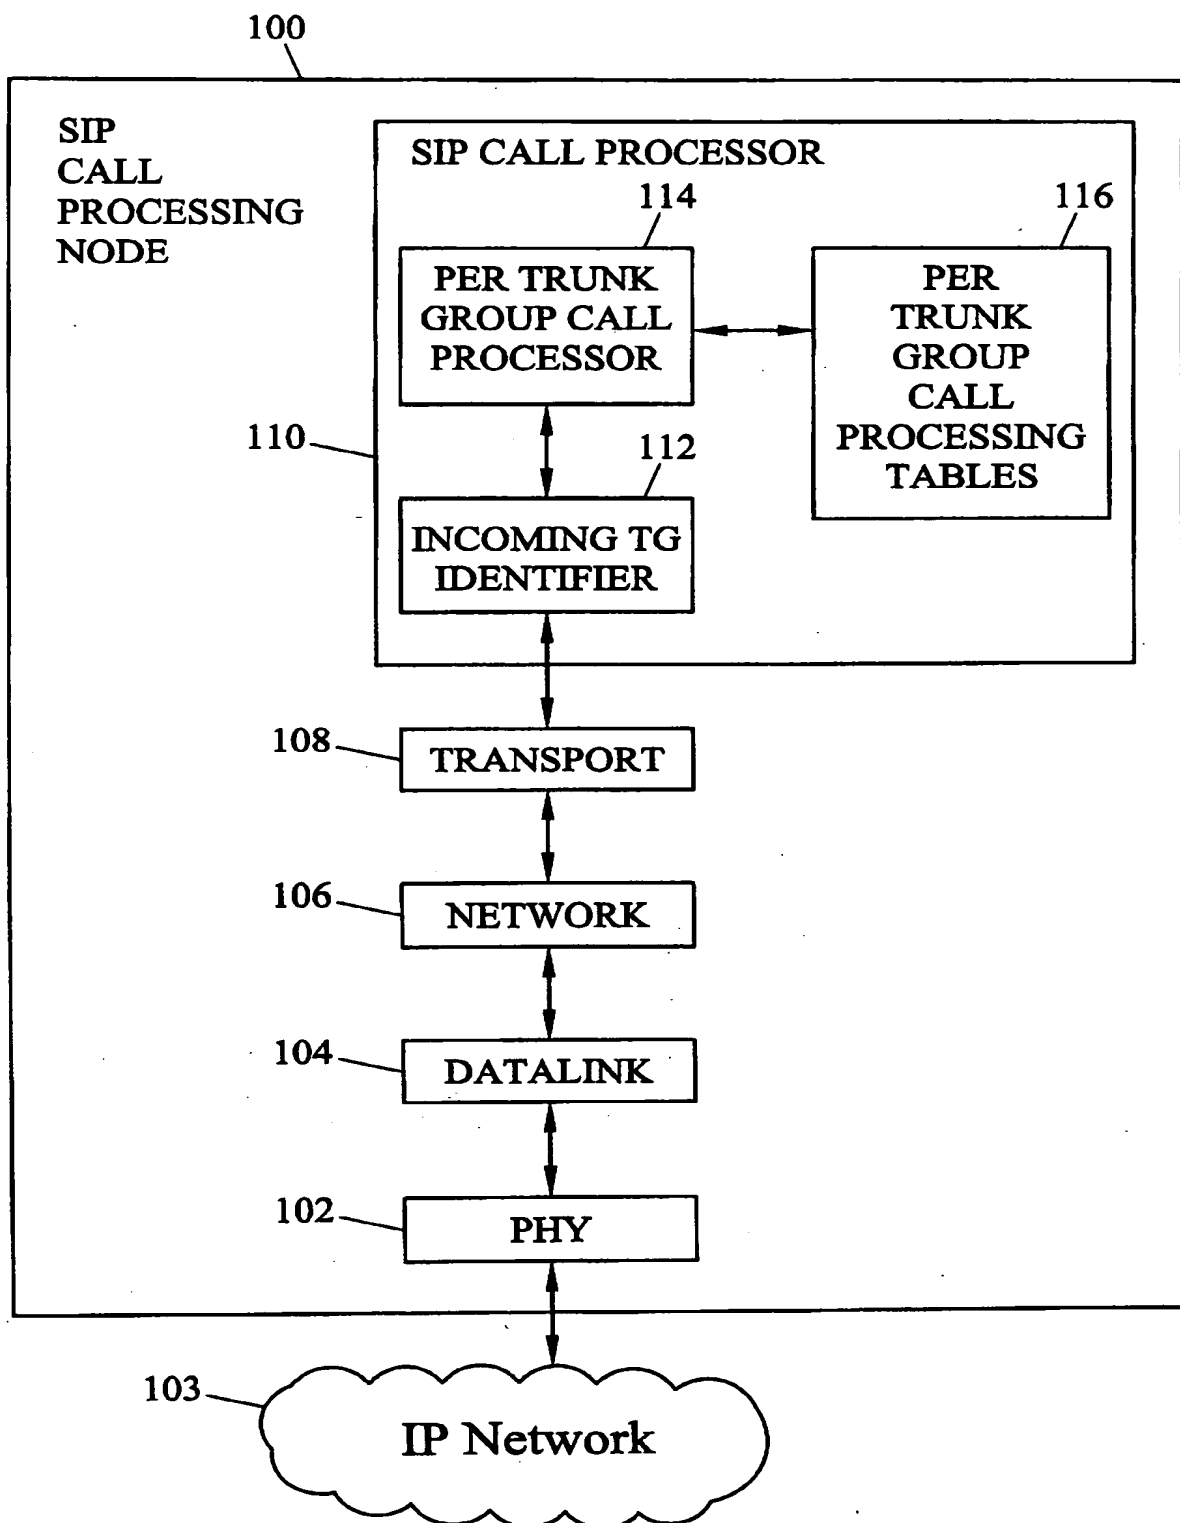 100
SIP
CALL
PROCESSING
NODE
SIP CALL PROCESSOR
114
116
PER TRUNK
GROUP CALL
PROCESSOR
PER
TRUNK
GROUP
CALL
PROCESSING
TABLES
110
112
INCOMING TG
IDENTIFIER
108
TRANSPORT
106
NETWORK
104
DATALINK
102
PHY
103
IP Network